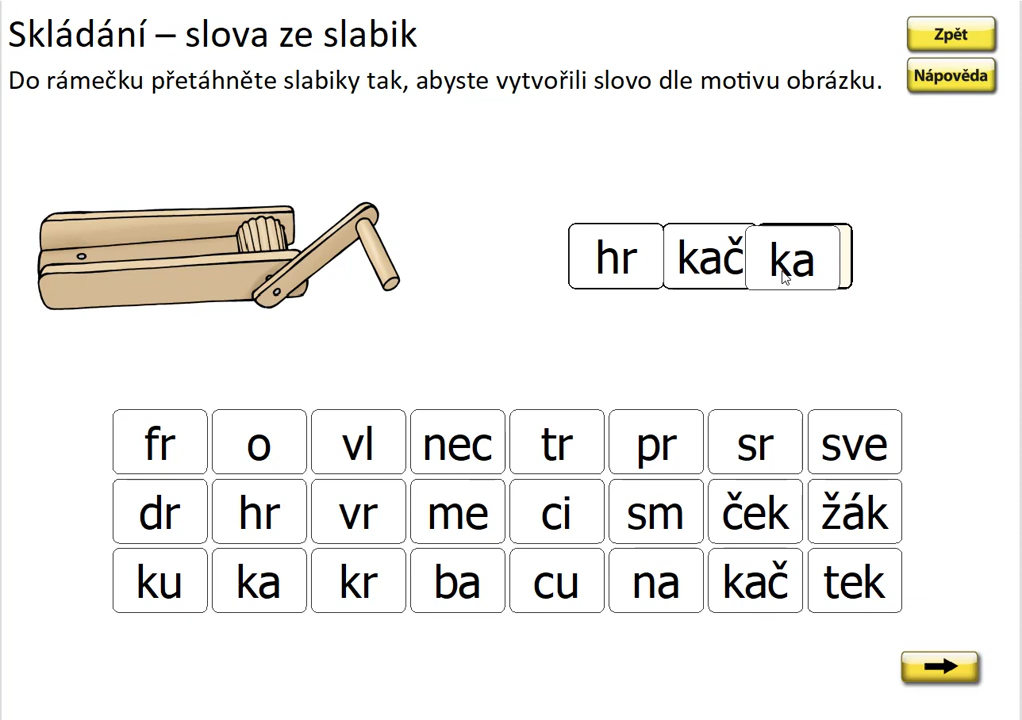 Skládání – slova ze slabik
Zpět
Do rámečku přetáhněte slabiky tak, abyste vytvořili slovo dle motivu obrázku.
Nápověda
hr kač ka
fr o vl nec tr pr sr sve
dr hr vr me ci sm ček žák
ku ka kr ba cu na kač tek